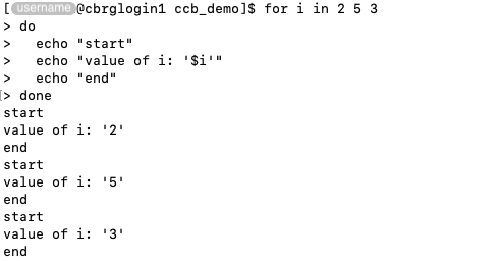 [username@cbrglogin1 ccb_demo]$ for i in 2 5 3
> do
>   echo "start"
>   echo "value of i: '$i'"
>   echo "end"
> done
start
value of i: '2'
end
start
value of i: '5'
end
start
value of i: '3'
end